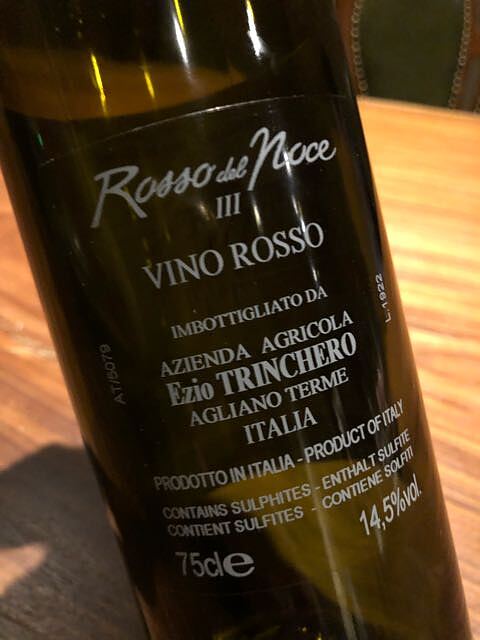 Rosso del Noce
III
VINO ROSSO
IMBOTTIGLIATO DA
AZIENDA AGRICOLA
Ezio TRINCHERO
AGLIANO TERME
ITALIA
PRODOTTO IN ITALIA - PRODUCT OF ITALY
CONTAINS SULPHITES - ENTHALT SULFITE
CONTIENT SULFITES - CONTIENE SOLFITI
14,5%vol.
75cle
AT/5079
L-1922